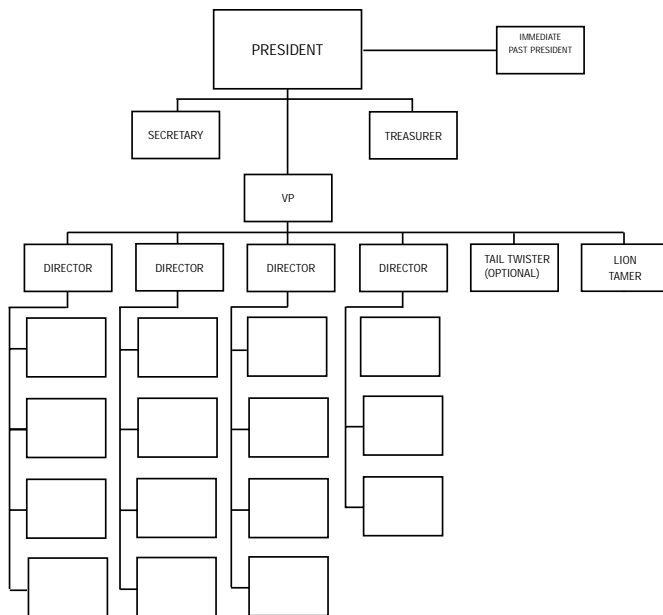 PRESIDENT
IMMEDIATE
PAST PRESIDENT
SECRETARY
TREASURER
VP
DIRECTOR
DIRECTOR
DIRECTOR
DIRECTOR
TAIL TWISTER
(OPTIONAL)
LION
TAMER